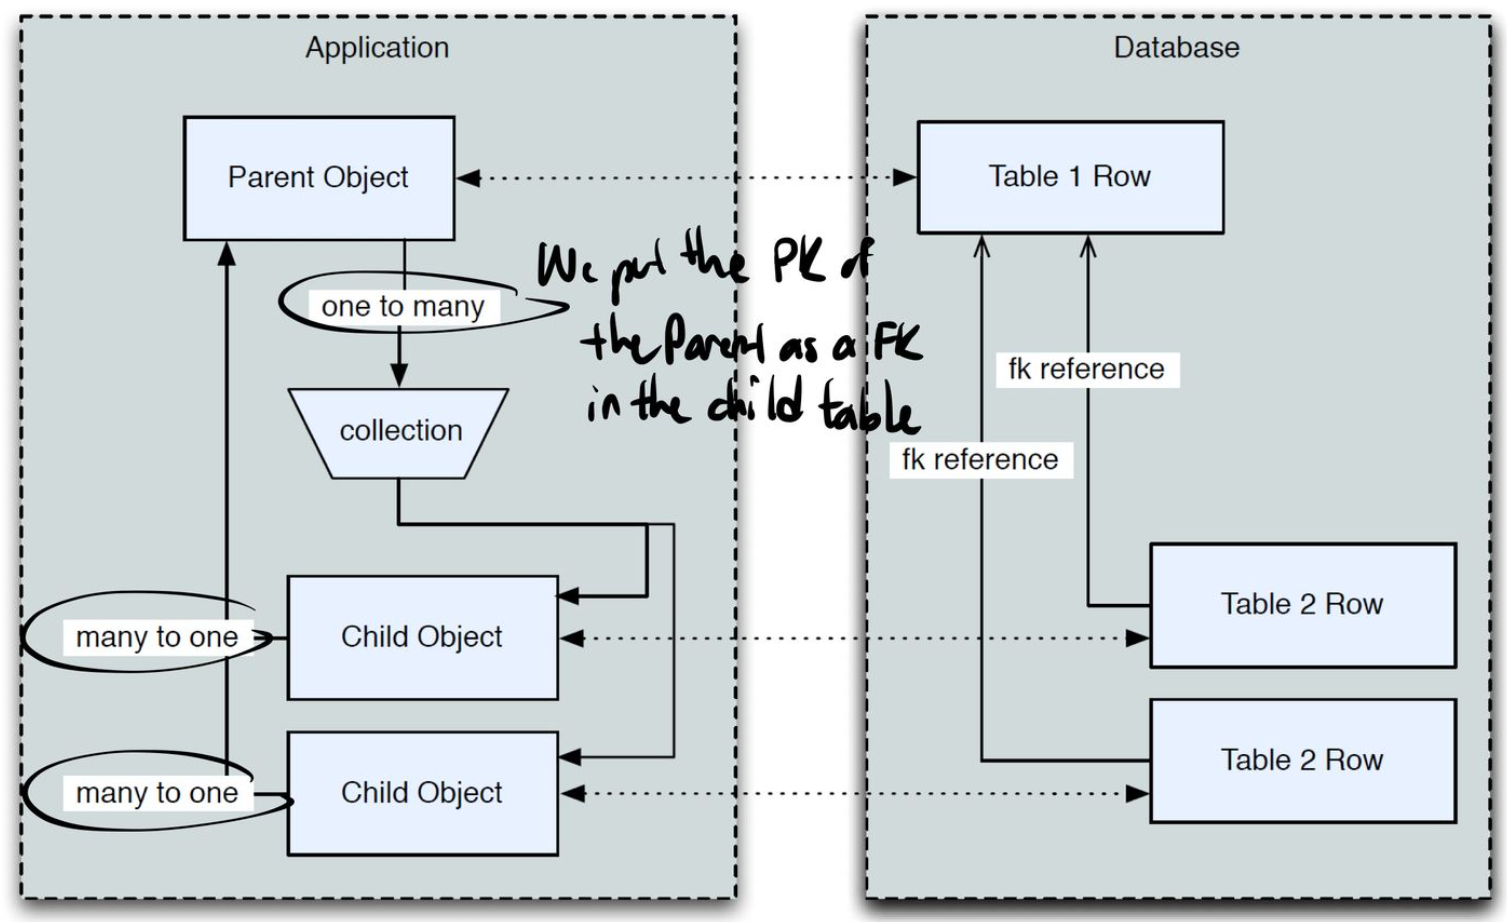 Application
Database
Parent Object
Table 1 Row
one to many
We put the PK of
the Parent as a FK
in the child table
fk reference
collection
fk reference
many to one
Child Object
Table 2 Row
many to one
Child Object
Table 2 Row